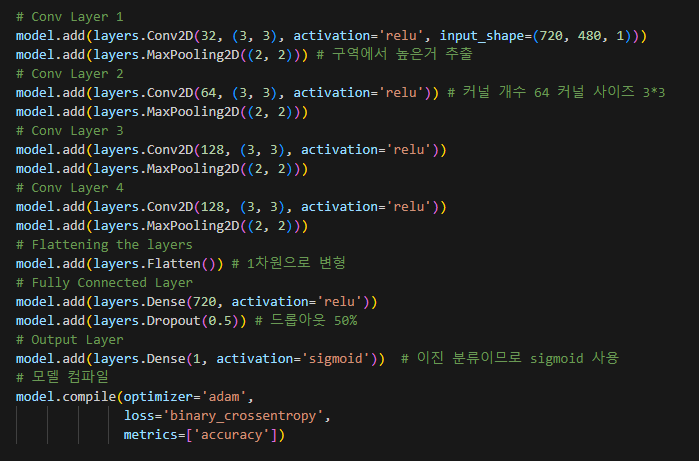 # Conv Layer 1
model.add(layers.Conv2D(32, (3, 3), activation='relu', input_shape=(720, 480, 1)))
model.add(layers.MaxPooling2D((2, 2))) # 구역에서 높은거 추출
# Conv Layer 2
model.add(layers.Conv2D(64, (3, 3), activation='relu')) # 커널 개수 64 커널 사이즈 3*3
model.add(layers.MaxPooling2D((2, 2)))
# Conv Layer 3
model.add(layers.Conv2D(128, (3, 3), activation='relu'))
model.add(layers.MaxPooling2D((2, 2)))
# Conv Layer 4
model.add(layers.Conv2D(128, (3, 3), activation='relu'))
model.add(layers.MaxPooling2D((2, 2)))
# Flattening the layers
model.add(layers.Flatten()) # 1차원으로 변형
# Fully Connected Layer
model.add(layers.Dense(720, activation='relu'))
model.add(layers.Dropout(0.5)) # 드롭아웃 50%
# Output Layer
model.add(layers.Dense(1, activation='sigmoid'))  # 이진 분류이므로 sigmoid 사용
# 모델 컴파일
model.compile(optimizer='adam',
              loss='binary_crossentropy',
              metrics=['accuracy'])